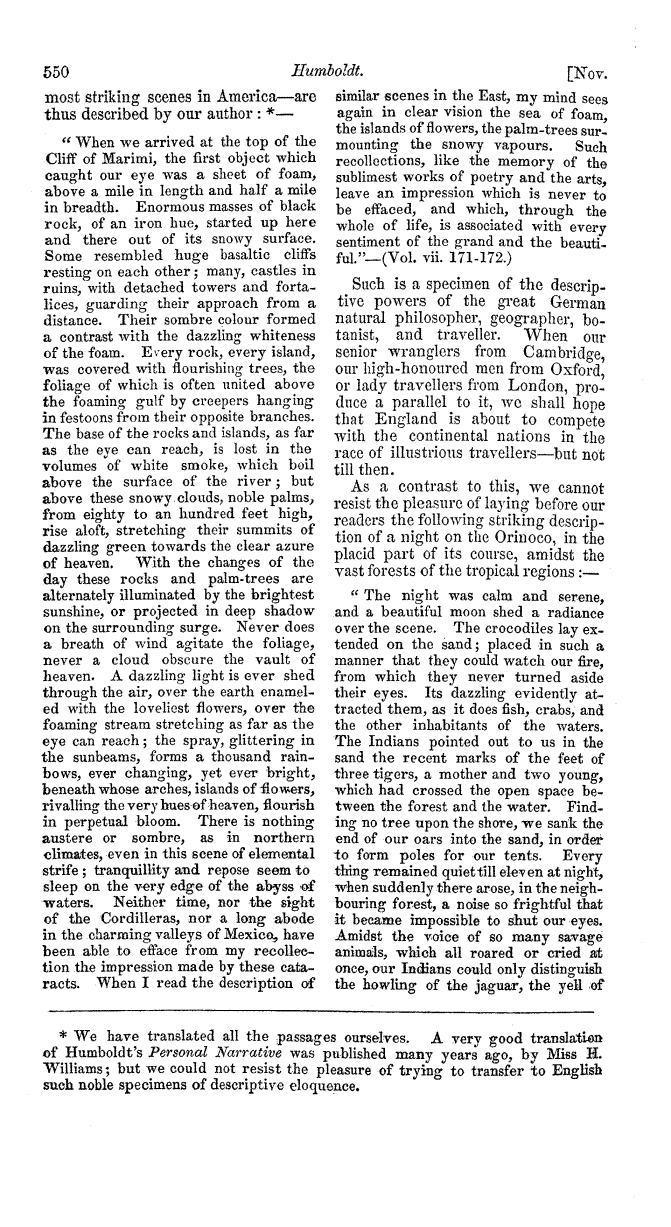 550
Humboldt.
[Nov.
most striking scenes in America—are
thus described by our author : *—
“ When we arrived at the top of the
Cliff of Marimi, the first object which
caught our eye was a sheet of foam,
above a mile in length and half a mile
in breadth. Enormous masses of black
rock, of an iron hue, started up here
and there out of its snowy surface.
Some resembled huge basaltic cliffs
resting on each other ; many, castles in
ruins, with detached towers and forta-
lices, guarding their approach from a
distance. Their sombre colour formed
a contrast with the dazzling whiteness
of the foam. Every rock, every island,
was covered with flourishing trees, the
foliage of which is often united above
the foaming gulf by creepers hanging
in festoons from their opposite branches.
The base of the rocks and islands, as far
as the eye can reach, is lost in the
volumes of white smoke, which boil
above the surface of the river ; but
above these snowy clouds, noble palms,
from eighty to an hundred feet high,
rise aloft, stretching their summits of
dazzling green towards the clear azure
of heaven. With the changes of the
day these rocks and palm-trees are
alternately illuminated by the brightest
sunshine, or projected in deep shadow
on the surrounding surge. Never does
a breath of wind agitate the foliage,
never a cloud obscure the vault of
heaven. A dazzling light is ever shed
through the air, over the earth enamel-
ed with the loveliest flowers, over the
foaming stream stretching as far as the
eye can reach ; the spray, glittering in
the sunbeams, forms a thousand rain-
bows, ever changing, yet ever bright,
beneath whose arches, islands of flowers,
rivalling the very hues of heaven, flourish
in perpetual bloom. There is nothing
austere or sombre, as in northern
climates, even in this scene of elemental
strife ; tranquillity and repose seem to
sleep on the very edge of the abyss of
waters. Neither time, nor the sight
of the Cordilleras, nor a long abode
in the charming valleys of Mexico, have
been able to efface from my recollec-
tion the impression made by these cata-
racts. When I read the description of
similar scenes in the East, my mind sees
again in clear vision the sea of foam,
the islands of flowers, the palm-trees sur-
mounting the snowy vapours. Such
recollections, like the memory of the
sublimest works of poetry and the arts,
leave an impression which is never to
be effaced, and which, through the
whole of life, is associated with every
sentiment of the grand and the beauti-
ful.”—(Vol. vii. 171-172.)
Such is a specimen of the descrip-
tive powers of the great German
natural philosopher, geographer, bo-
tanist, and traveller. When our
senior wranglers from Cambridge,
our high-honoured men from Oxford,
or lady travellers from London, pro-
duce a parallel to it, we shall hope
that England is about to compete
with the continental nations in the
race of illustrious travellers—but not
till then.
As a contrast to this, we cannot
resist the pleasure of laying before our
readers the following striking descrip-
tion of a night on the Orinoco, in the
placid part of its course, amidst the
vast forests of the tropical regions :—
“ The night was calm and serene,
and a beautiful moon shed a radiance
over the scene. The crocodiles lay ex-
tended on the sand ; placed in such a
manner that they could watch our fire,
from which they never turned aside
their eyes. Its dazzling evidently at-
tracted them, as it does fish, crabs, and
the other inhabitants of the waters.
The Indians pointed out to us in the
sand the recent marks of the feet of
three tigers, a mother and two young,
which had crossed the open space be-
tween the forest and the water. Find-
ing no tree upon the shore, we sank the
end of our oars into the sand, in order
to form poles for our tents. Every
thing remained quiet till eleven at night,
when suddenly there arose, in the neigh-
bouring forest, a noise so frightful that
it became impossible to shut our eyes.
Amidst the voice of so many savage
animals, which all roared or cried at
once, our Indians could only distinguish
the howling of the jaguar, the yell of
* We have translated all the passages ourselves. A very good translation
of Humboldt's Personal Narrative was published many years ago, by Miss H.
Williams ; but we could not resist the pleasure of trying to transfer to English
such noble specimens of descriptive eloquence.